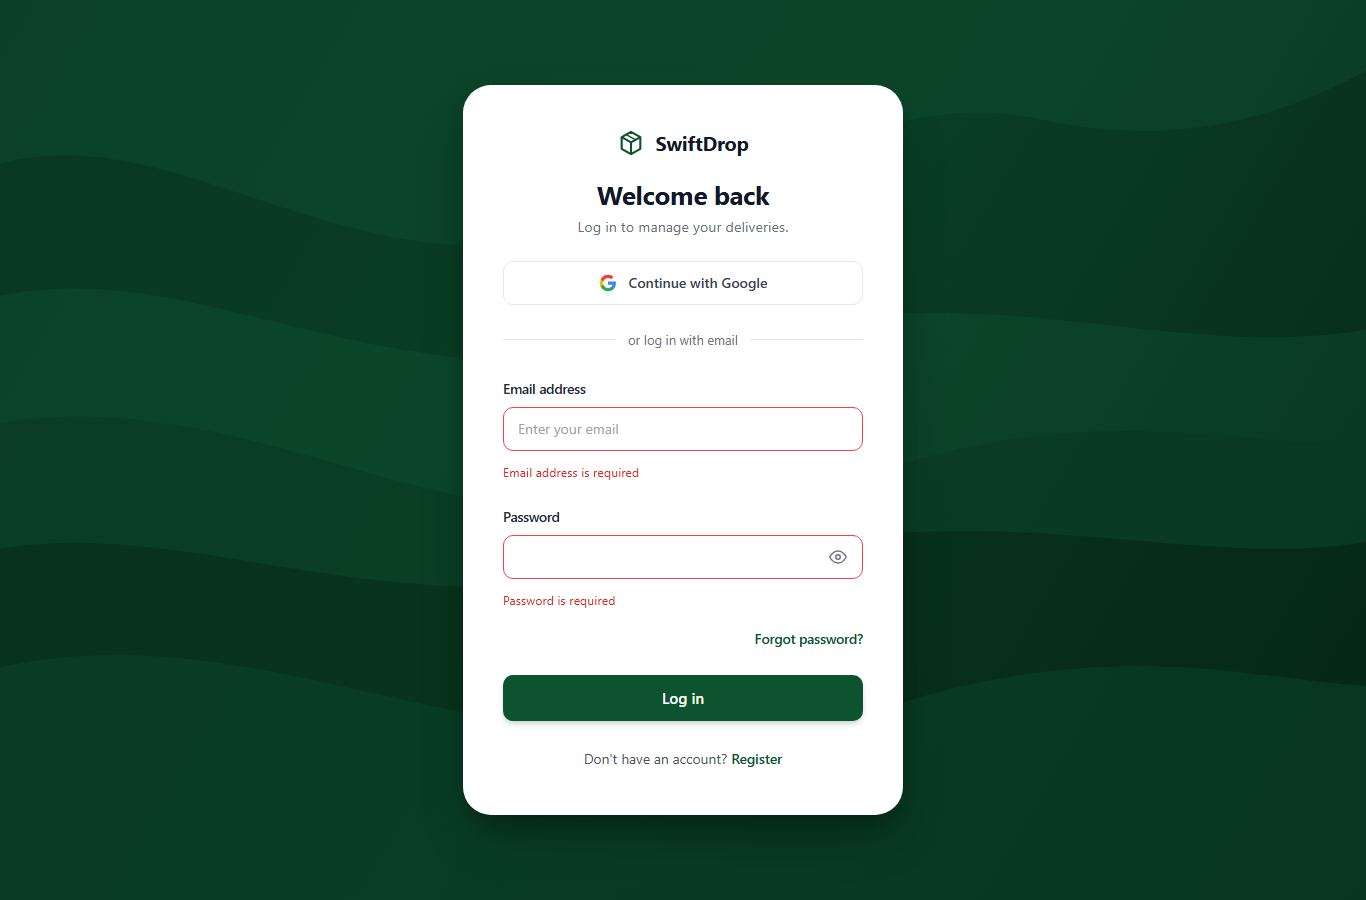 SwiftDrop
Welcome back
Log in to manage your deliveries.
Continue with Google
or log in with email
Email address
Enter your email
Email address is required
Password
Password is required
Forgot password?
Log in
Don't have an account? Register